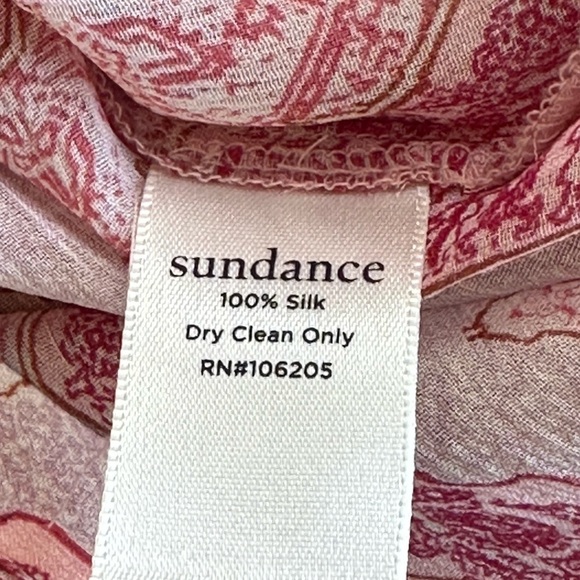 sundance
100% Silk
Dry Clean Only
RN#106205